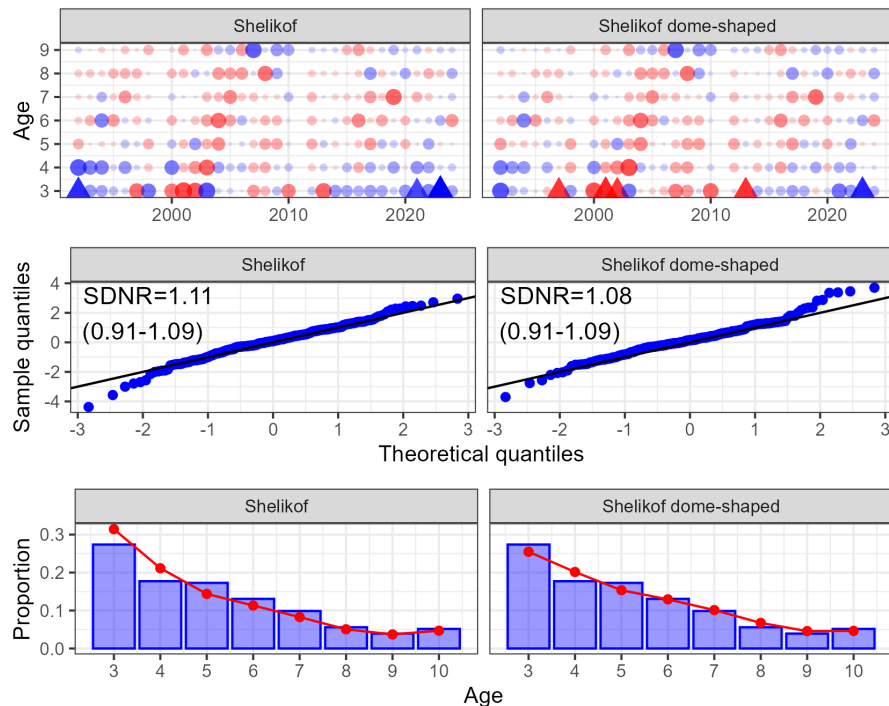 Shelikof Shelikof dome-shaped
Age
9
8
7
6
5
4
3
2000 2010 2020 2000 2010 2020
Shelikof Shelikof dome-shaped
Sample quantiles
4
2
0
-2
-4
SDNR=1.11 SDNR=1.08
(0.91-1.09) (0.91-1.09)
-3 -2 -1 0 1 2 3 -3 -2 -1 0 1 2 3
Theoretical quantiles
Shelikof Shelikof dome-shaped
Proportion
0.3
0.2
0.1
0.0
3 4 5 6 7 8 9 10 3 4 5 6 7 8 9 10
Age